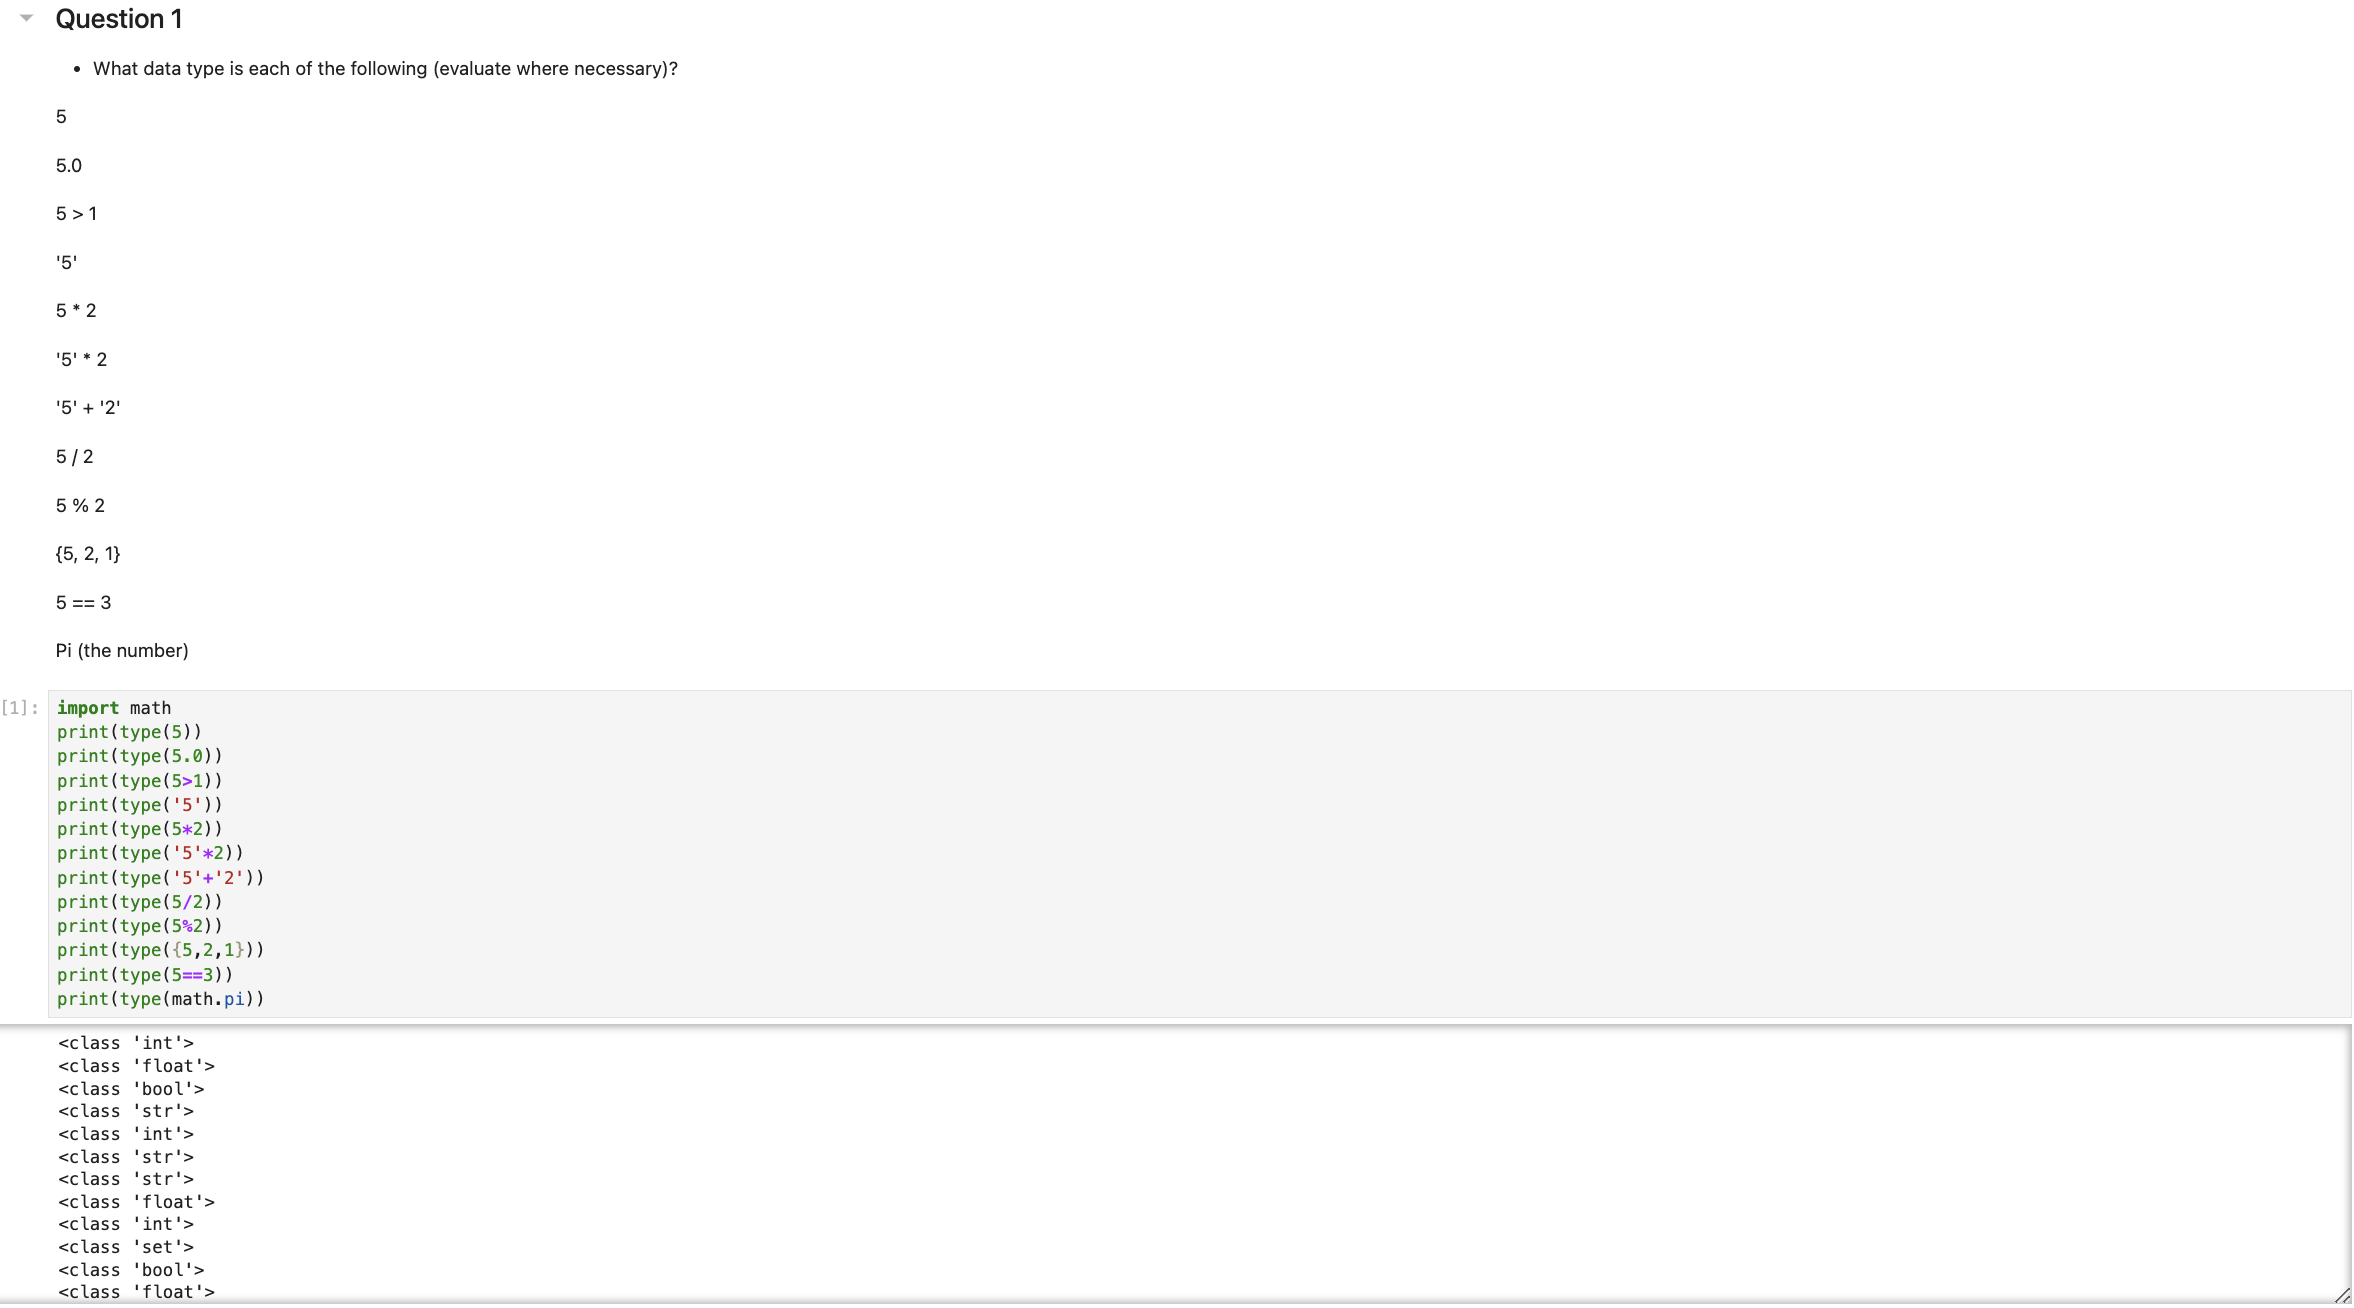 Question 1
• What data type is each of the following (evaluate where necessary)?
5
5.0
5 > 1
'5'
5 * 2
'5' * 2
'5' + '2'
5 / 2
5 % 2
{5, 2, 1}
5 == 3
Pi (the number)
[1]:
import math
print(type(5))
print(type(5.0))
print(type(5>1))
print(type('5'))
print(type(5*2))
print(type('5'*2))
print(type('5'+'2'))
print(type(5/2))
print(type(5%2))
print(type({5,2,1}))
print(type(5==3))
print(type(math.pi))
<class 'int'>
<class 'float'>
<class 'bool'>
<class 'str'>
<class 'int'>
<class 'str'>
<class 'str'>
<class 'float'>
<class 'int'>
<class 'set'>
<class 'bool'>
<class 'float'>